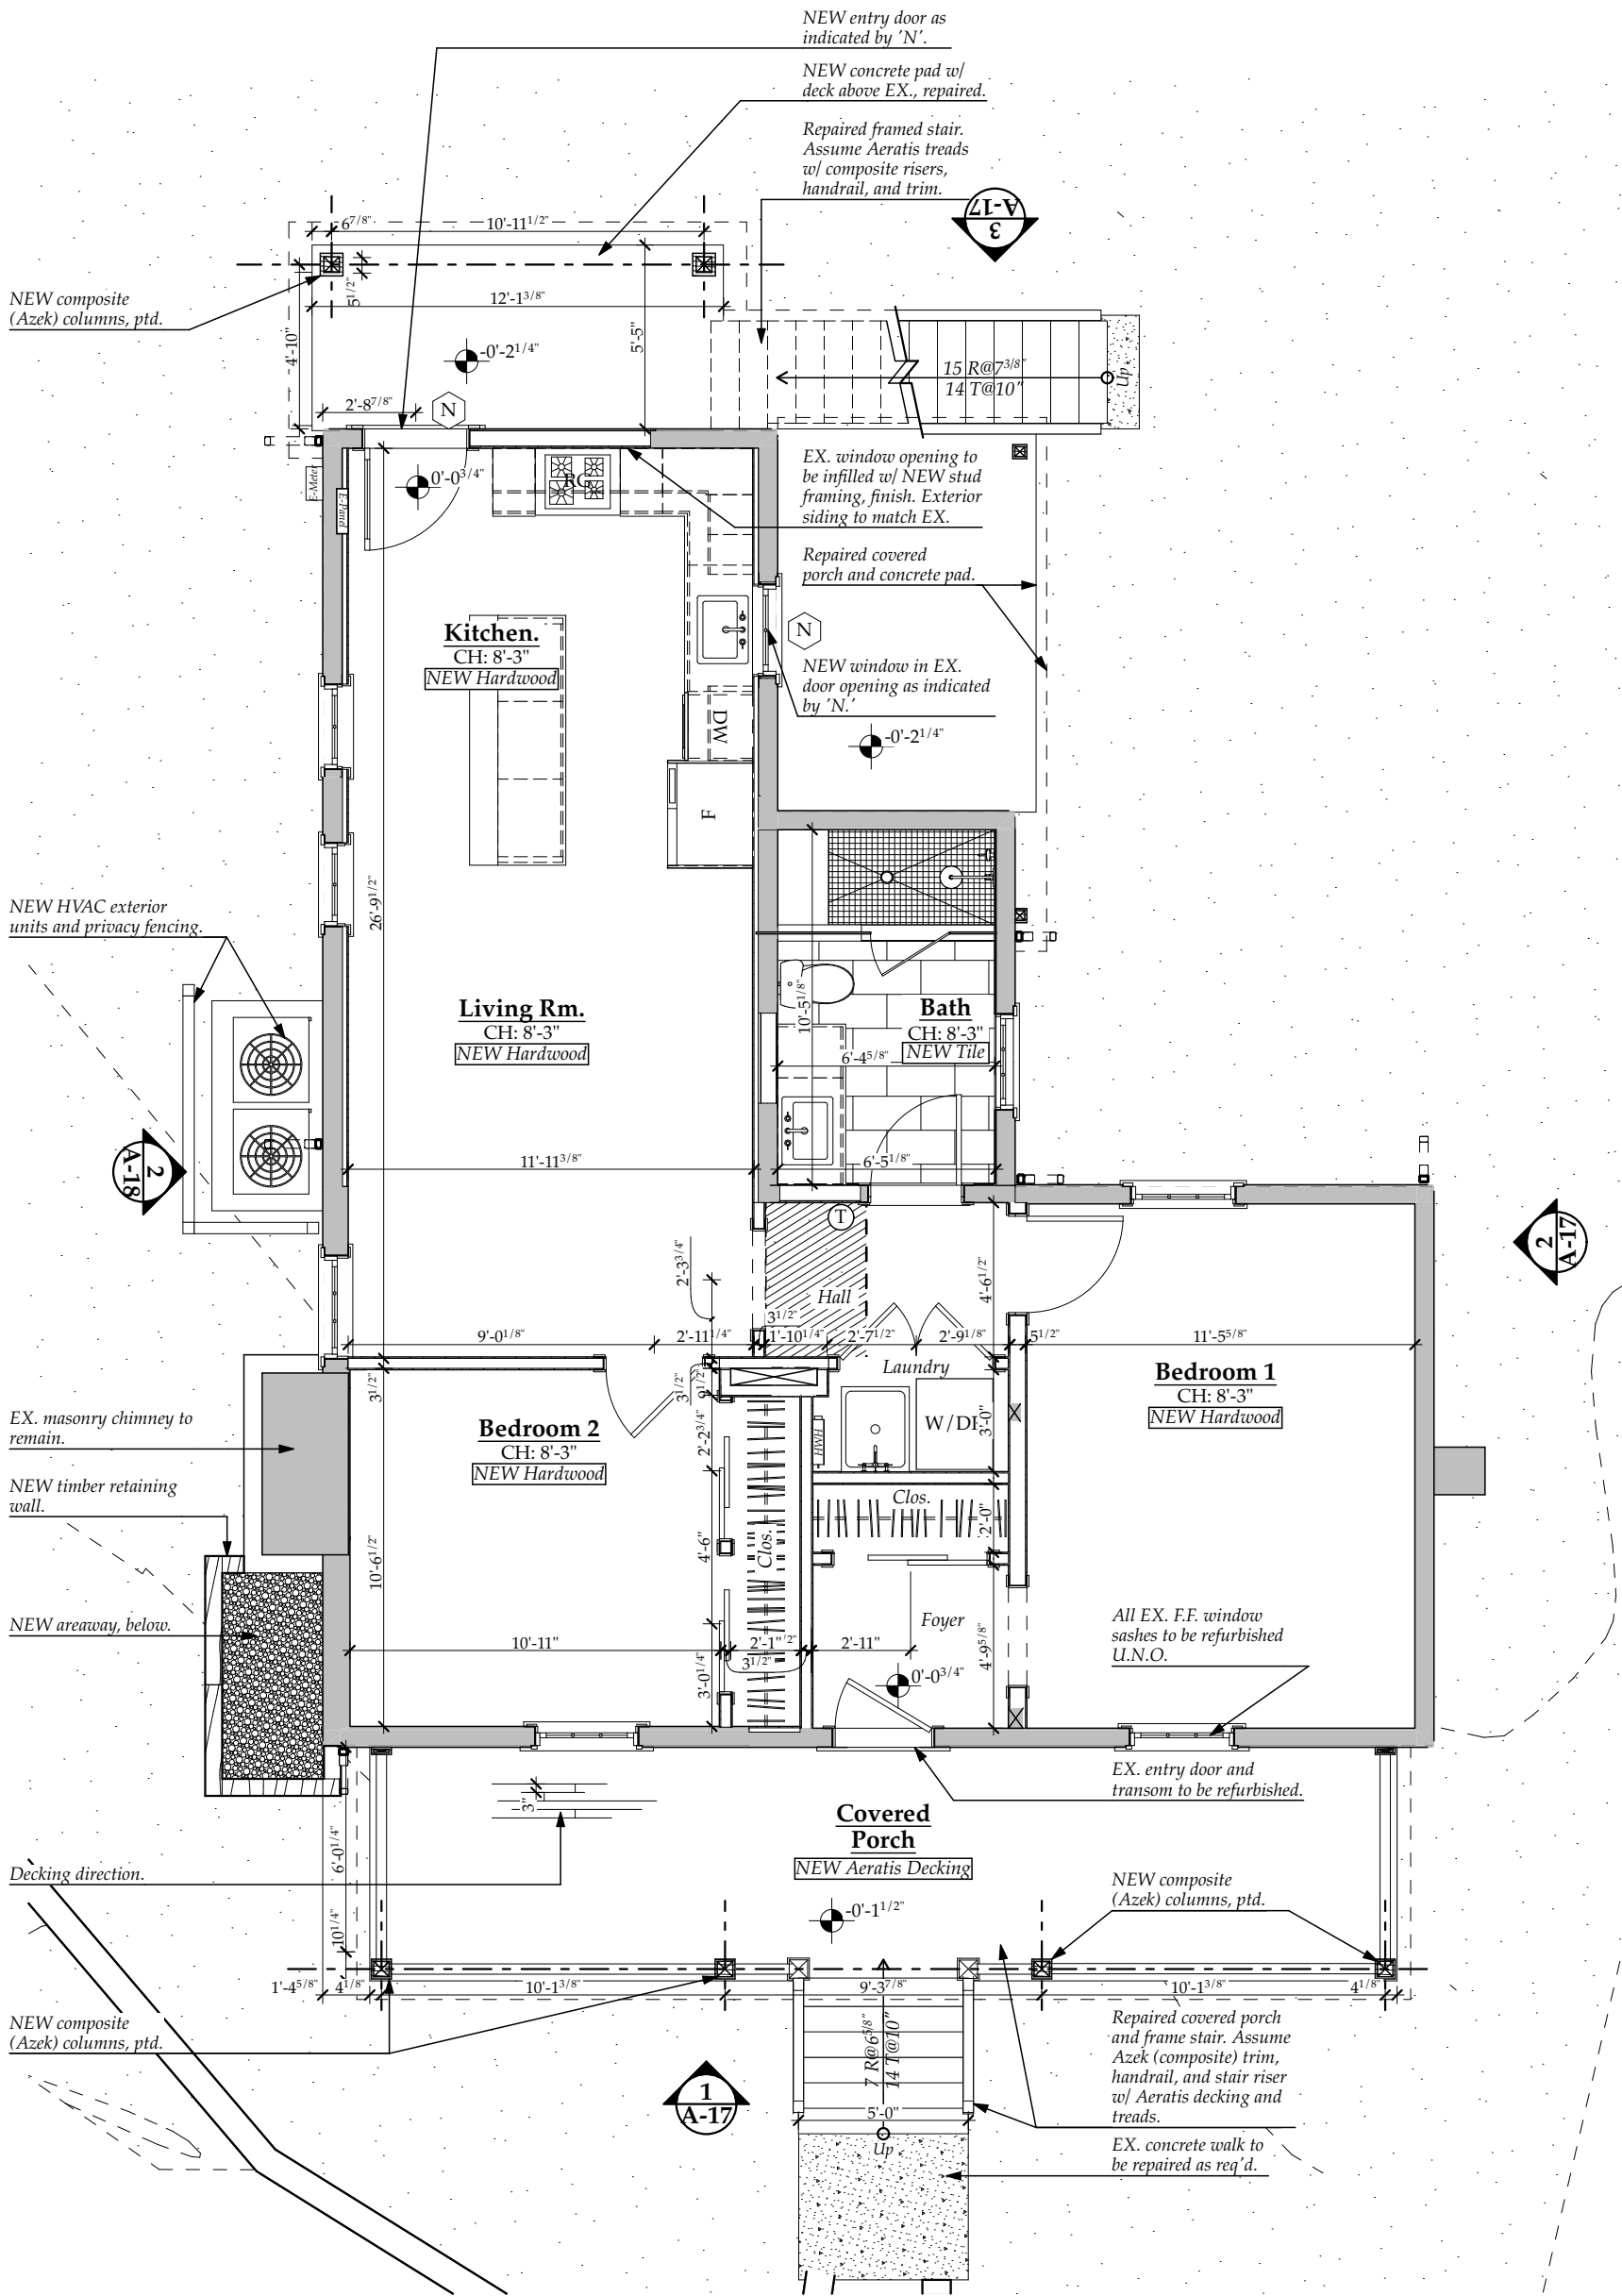 NEW entry door as
indicated by 'N'.
NEW concrete pad w/
deck above EX., repaired.
Repaired framed stair.
Assume Aeratis treads
w/ composite risers,
handrail, and trim.
3
A-17
6 7/8"
10'-11 1/2"
NEW composite
(Azek) columns, ptd.
5 1/2"
12'-1 3/8"
4'-10"
5'-5"
-0'-2 1/4"
15 R@7 3/8"
14 T@10"
Up
2'-8 7/8"
N
E-Meter
E-Panel
0'-0 3/4"
RG
EX. window opening to
be infilled w/ NEW stud
framing, finish. Exterior
siding to match EX.
Repaired covered
porch and concrete pad.
Kitchen.
CH: 8'-3"
NEW Hardwood
N
NEW window in EX.
door opening as indicated
by 'N.'
DW
-0'-2 1/4"
F
26'-9 1/2"
NEW HVAC exterior
units and privacy fencing.
Living Rm.
CH: 8'-3"
NEW Hardwood
10'-5 1/8"
Bath
CH: 8'-3"
NEW Tile
6'-4 5/8"
2
A-18
11'-11 3/8"
6'-5 1/8"
T
2
A-17
2'-3 3/4"
4'-6 1/2"
Hall
3 1/2"
9'-0 1/8"
2'-11 1/4"
1'-10 1/4"
2'-7 1/2"
2'-9 1/8"
5 1/2"
11'-5 5/8"
3 1/2"
3 1/2"
9 1/2"
Laundry
Bedroom 1
CH: 8'-3"
NEW Hardwood
EX. masonry chimney to
remain.
Bedroom 2
CH: 8'-3"
NEW Hardwood
2'-2 3/4"
HWH
W/DR
3'-0"
NEW timber retaining
wall.
Clos.
2'-0"
4'-6"
Clos.
10'-6 1/2"
NEW areaway, below.
Foyer
All EX. F.F. window
sashes to be refurbished
U.N.O.
10'-11"
2'-1 1/2"
3 1/2"
2'-11"
4'-9 5/8"
3'-0 1/4"
0'-0 3/4"
EX. entry door and
transom to be refurbished.
3"
Covered
Porch
NEW Aeratis Decking
6'-0 1/4"
Decking direction.
NEW composite
(Azek) columns, ptd.
-0'-1 1/2"
10 1/4"
1'-4 5/8"
4 1/8"
10'-1 3/8"
9'-3 7/8"
10'-1 3/8"
4 1/8"
NEW composite
(Azek) columns, ptd.
7 R@6 5/8"
14 T@10"
Repaired covered porch
and frame stair. Assume
Azek (composite) trim,
handrail, and stair riser
w/ Aeratis decking and
treads.
1
A-17
5'-0"
Up
EX. concrete walk to
be repaired as req'd.